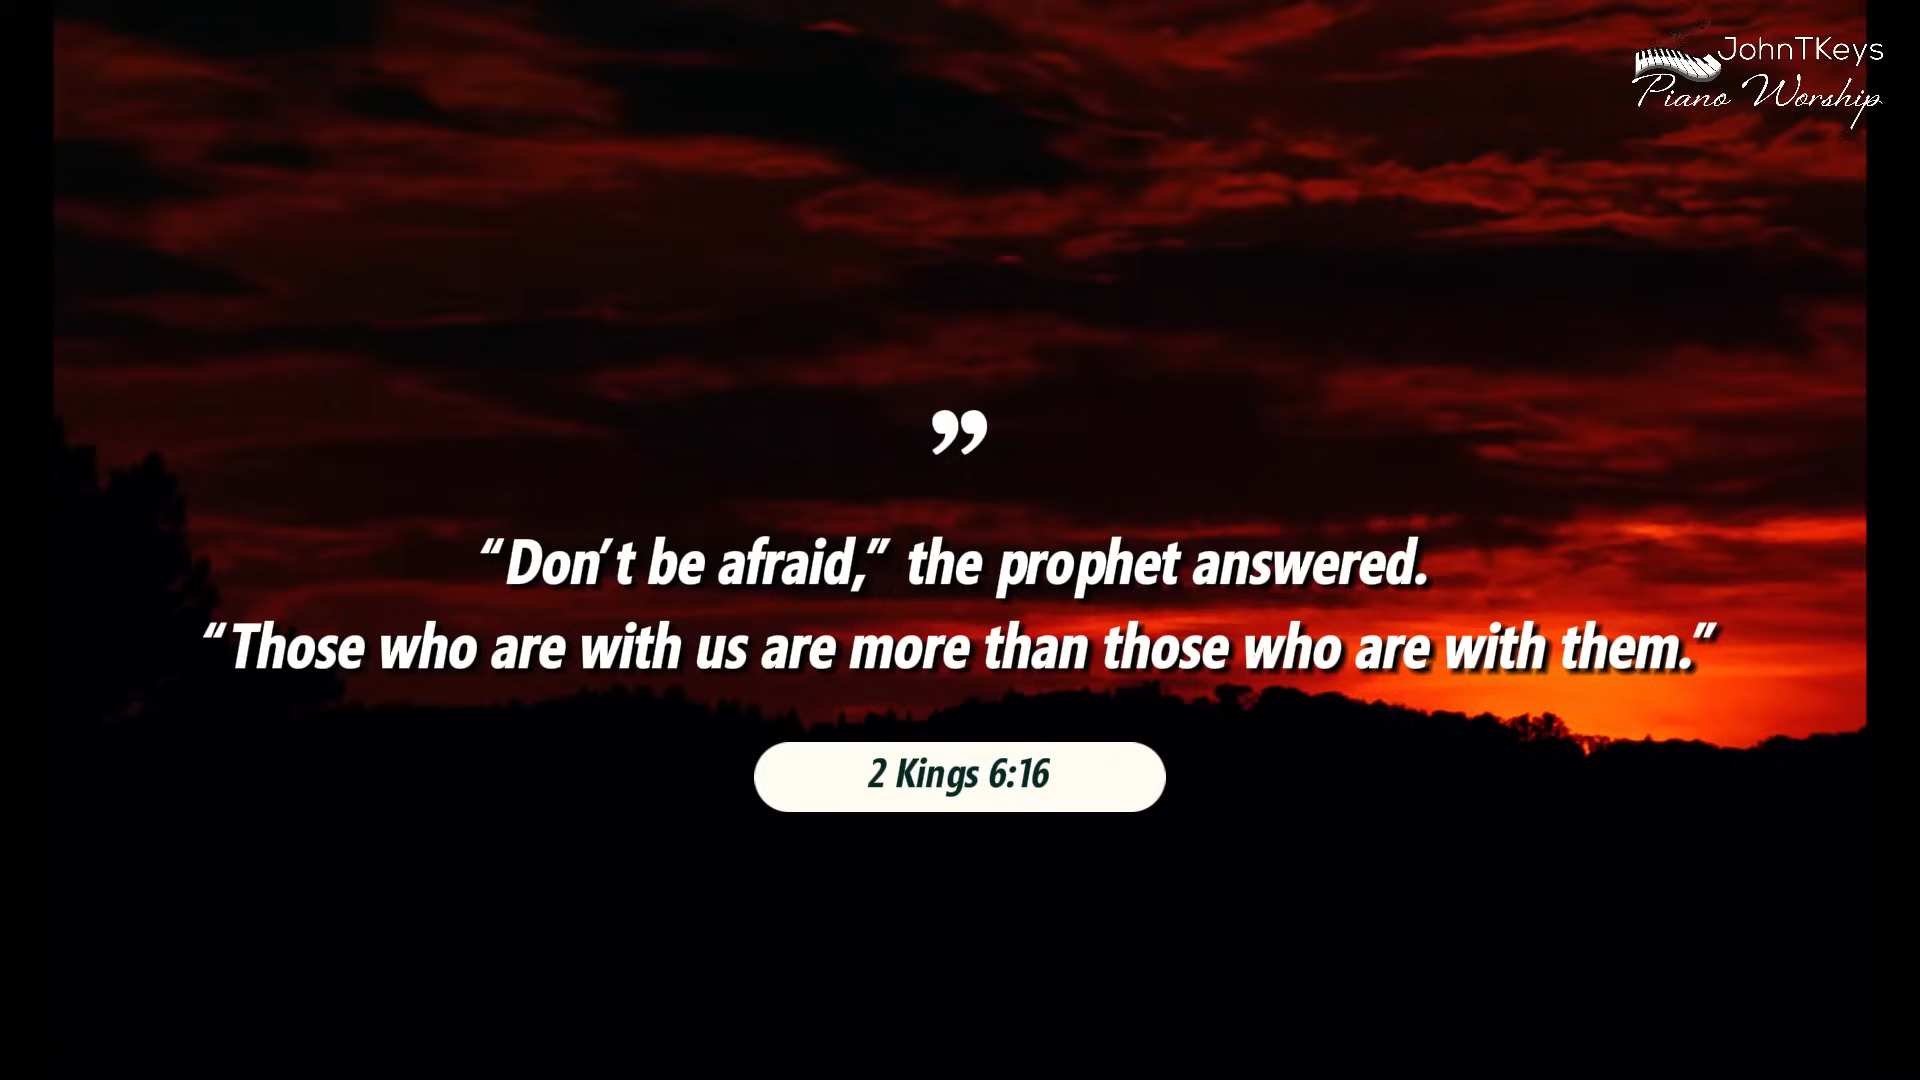 JohnTKeys
Piano Worship
”
“Don’t be afraid,” the prophet answered.
“Those who are with us are more than those who are with them.”
2 Kings 6:16